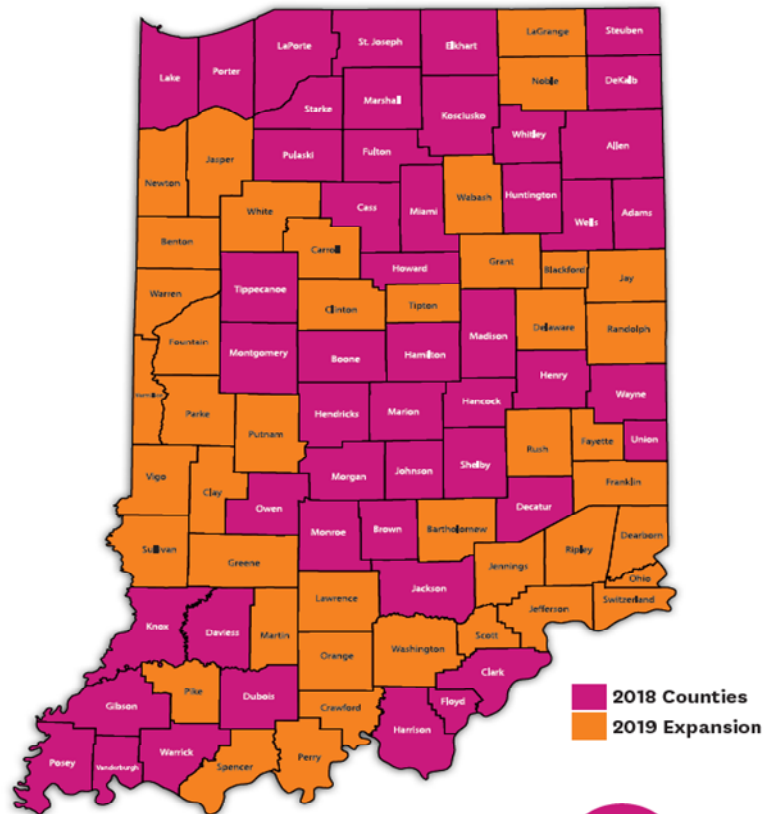 LaGrange
Steuben
LaPorte
St. Joseph
Elkhart
Lake
Porter
Noble
DeKalb
Starke
Marshall
Kosciusko
Whitley
Allen
Pulaski
Fulton
Newton
Jasper
White
Cass
Miami
Wabash
Huntington
Wells
Adams
Benton
Carroll
Howard
Grant
Blackford
Jay
Warren
Tippecanoe
Clinton
Tipton
Madison
Delaware
Randolph
Fountain
Montgomery
Boone
Hamilton
Henry
Wayne
Parke
Putnam
Hendricks
Marion
Hancock
Rush
Fayette
Union
Vigo
Clay
Owen
Morgan
Johnson
Shelby
Franklin
Decatur
Sullivan
Greene
Monroe
Brown
Bartholomew
Jennings
Ripley
Dearborn
Ohio
Switzerland
Jefferson
Knox
Daviess
Martin
Lawrence
Jackson
Scott
Orange
Washington
Clark
Gibson
Pike
Dubois
Crawford
Floyd
Harrison
Posey
Vanderburgh
Warrick
Spencer
Perry
2018 Counties
2019 Expansion